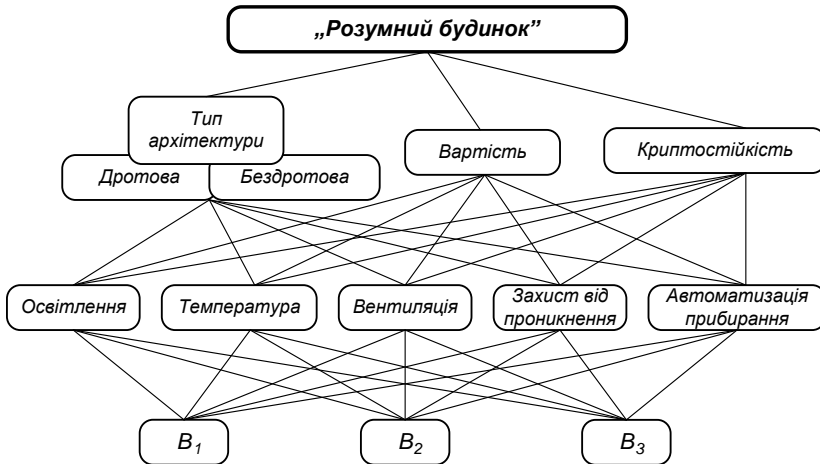 „Розумний будинок”
Тип
архітектури
Дротова
Бездротова
Вартість
Криптостійкість
Освітлення
Температура
Вентиляція
Захист від
проникнення
Автоматизація
прибирання
B₁
B₂
B₃